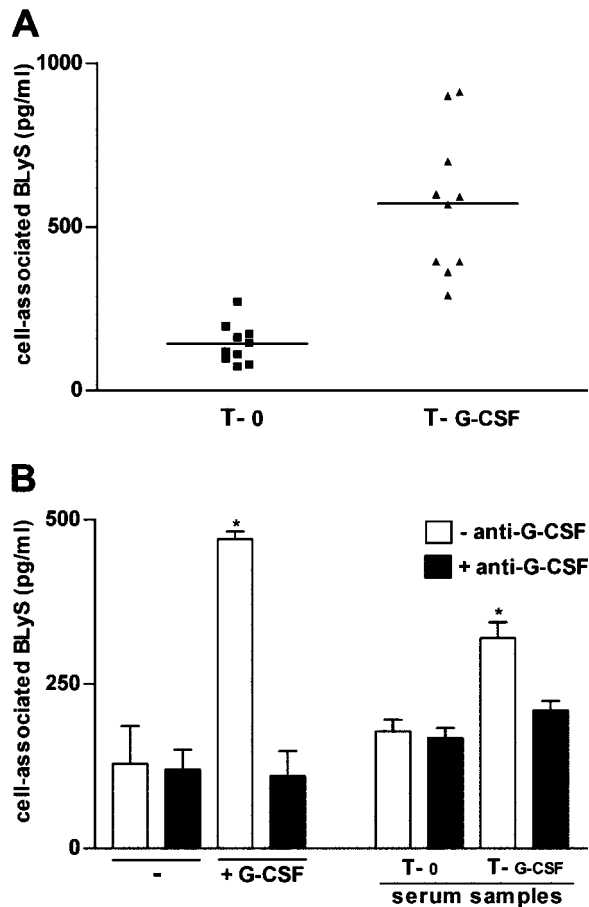 A
cell-associated BLyS (pg/ml)
1000
500
0
T- 0
T- G-CSF
B
cell-associated BLyS (pg/ml)
500
250
0
- anti-G-CSF
+ anti-G-CSF
*
*
-
+ G-CSF
T- 0
T- G-CSF
serum samples